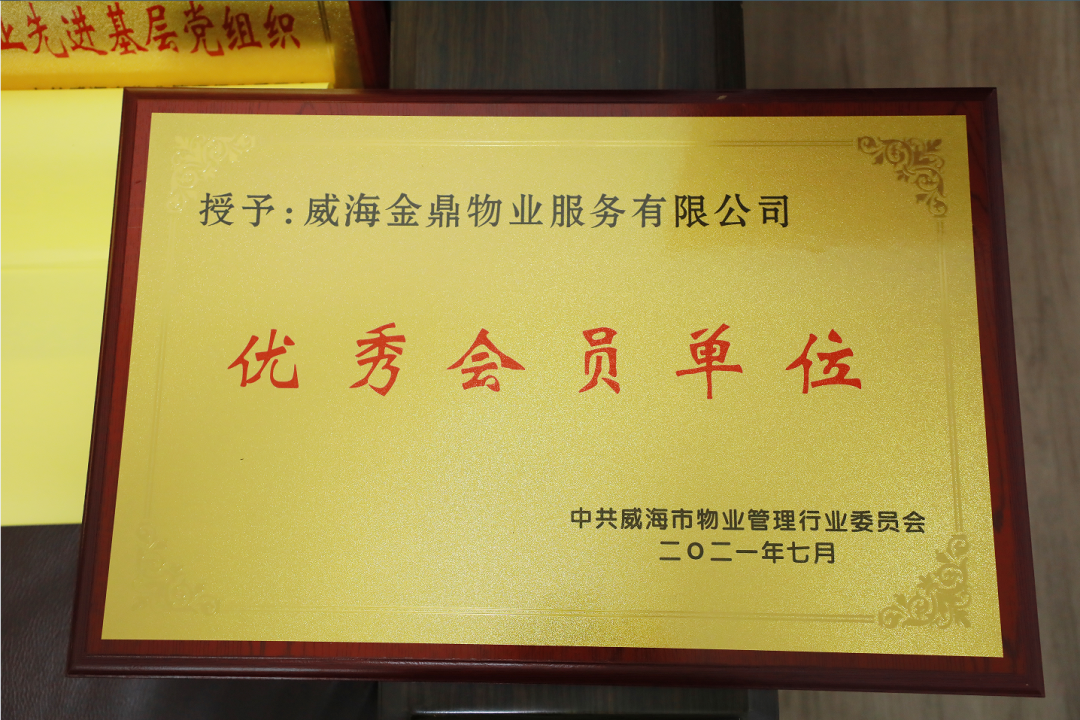 业先进基层党组织
授予:威海金鼎物业服务有限公司
优秀会员单位
中共威海市物业管理行业委员会
二〇二一年七月